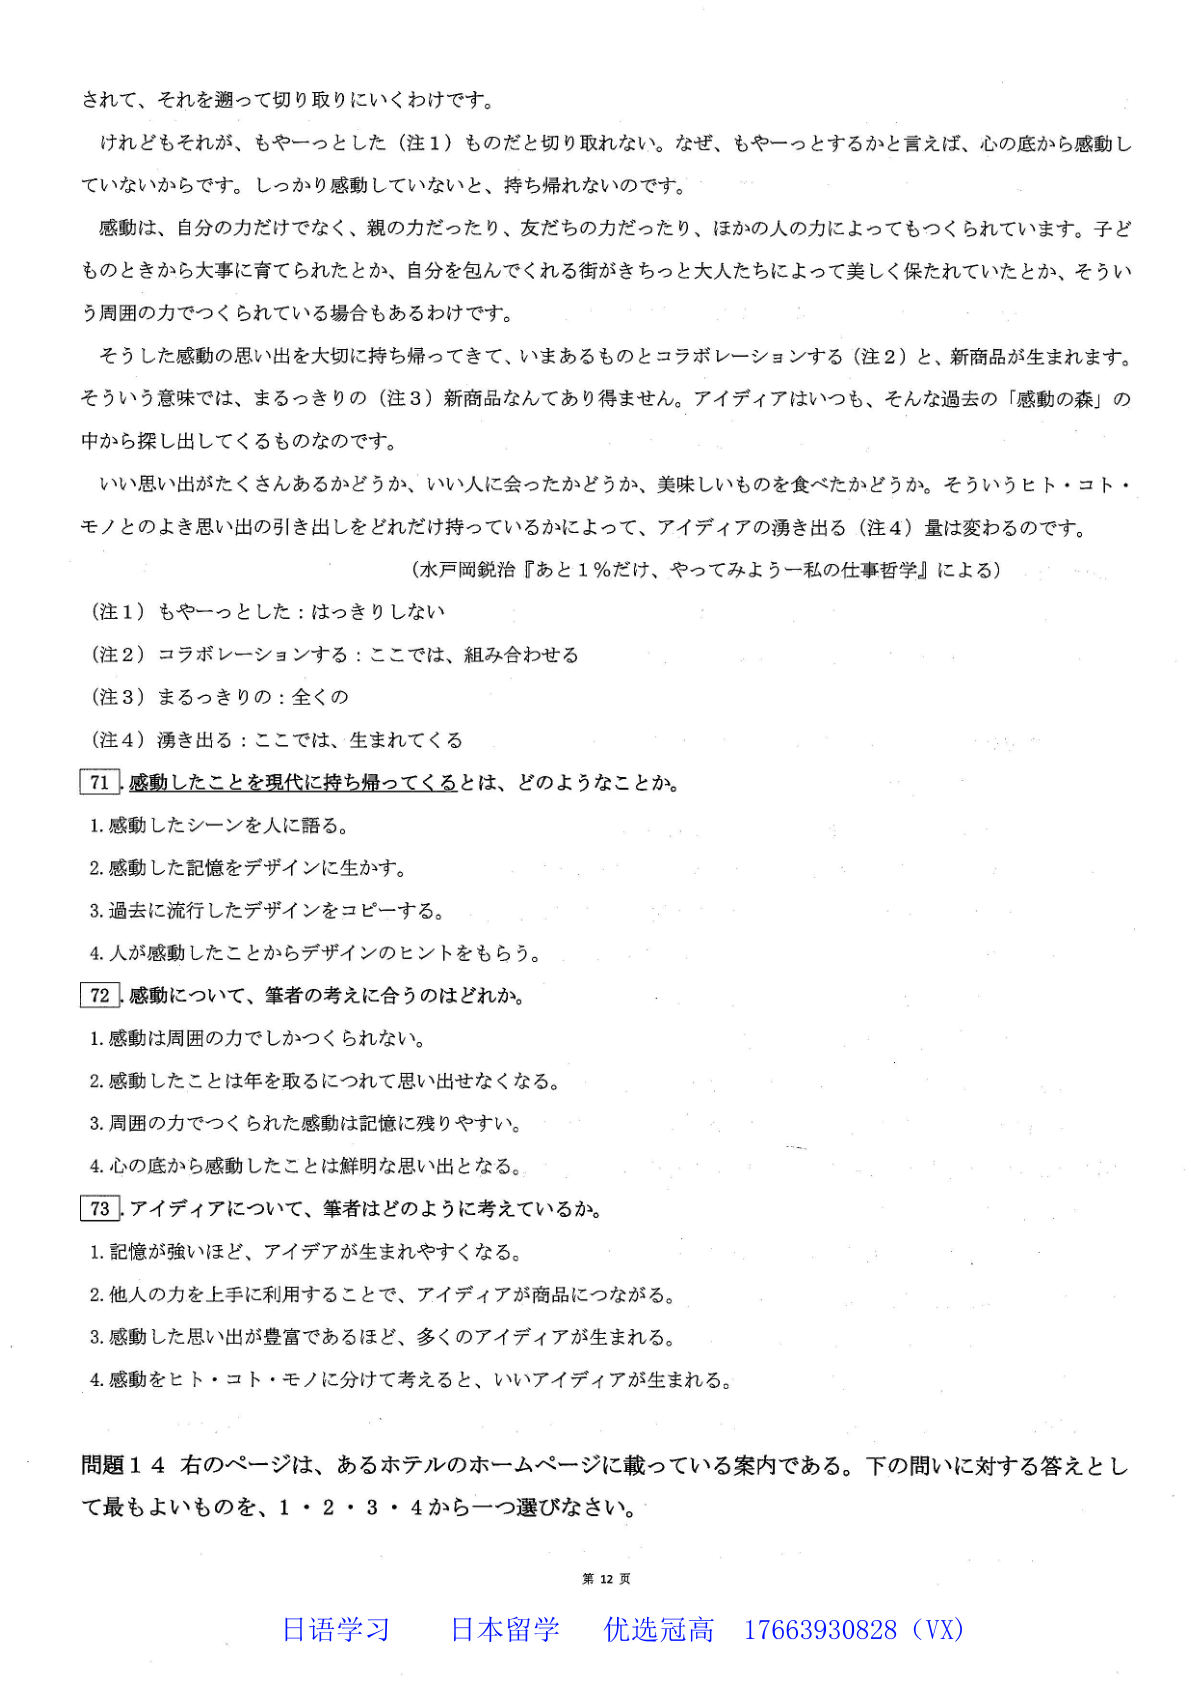 されて、それを遡って切り取りにいくわけです。
けれどもそれが、もやーっとした（注１）ものだと切り取れない。なぜ、もやーっとするかと言えば、心の底から感動し
ていないからです。しっかり感動していないと、持ち帰れないのです。
感動は、自分の力だけでなく、親の力だったり、友だちの力だったり、ほかの人の力によってもつくられています。子ど
ものときから大事に育てられたとか、自分を包んでくれる街がきちっと大人たちによって美しく保たれていたとか、そうい
う周囲の力でつくられている場合もあるわけです。
そうした感動の思い出を大切に持ち帰ってきて、いまあるものとコラボレーションする（注２）と、新商品が生まれます。
そういう意味では、まるっきりの（注３）新商品なんてあり得ません。アイディアはいつも、そんな過去の「感動の森」の
中から探し出してくるものなのです。
いい思い出がたくさんあるかどうか、いい人に会ったかどうか、美味しいものを食べたかどうか。そういうヒト・コト・
モノとのよき思い出の引き出しをどれだけ持っているかによって、アイディアの湧き出る（注４）量は変わるのです。
（水戸岡鋭治『あと１％だけ、やってみようー私の仕事哲学』による）
（注１）もやーっとした：はっきりしない
（注２）コラボレーションする：ここでは、組み合わせる
（注３）まるっきりの：全くの
（注４）湧き出る：ここでは、生まれてくる
71.感動したことを現代に持ち帰ってくるとは、どのようなことか。
1.感動したシーンを人に語る。
2.感動した記憶をデザインに生かす。
3.過去に流行したデザインをコピーする。
4.人が感動したことからデザインのヒントをもらう。
72.感動について、筆者の考えに合うのはどれか。
1.感動は周囲の力でしかつくられない。
2.感動したことは年を取るにつれて思い出せなくなる。
3.周囲の力でつくられた感動は記憶に残りやすい。
4.心の底から感動したことは鮮明な思い出となる。
73.アイディアについて、筆者はどのように考えているか。
1.記憶が強いほど、アイデアが生まれやすくなる。
2.他人の力を上手に利用することで、アイディアが商品につながる。
3.感動した思い出が豊富であるほど、多くのアイディアが生まれる。
4.感動をヒト・コト・モノに分けて考えると、いいアイディアが生まれる。
問題１４ 右のページは、あるホテルのホームページに載っている案内である。下の問いに対する答えとし
て最もよいものを、1・2・3・4から一つ選びなさい。
第 12 页
日语学习 日本留学 优选冠高 17663930828（VX）